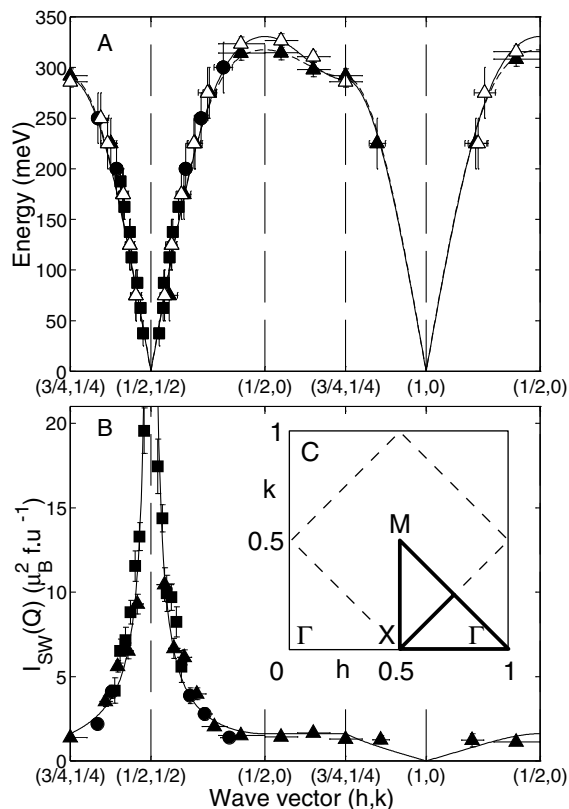 A
350
300
250
200
150
100
50
0
Energy (meV)
(3/4,1/4) (1/2,1/2) (1/2,0) (3/4,1/4) (1,0) (1/2,0)
B
20
15
10
5
0
I_SW(Q) (μ_B^2 f.u^-1)
C
1
k
0.5
0
M
Γ X Γ
0.5 1
h
(3/4,1/4) (1/2,1/2) (1/2,0) (3/4,1/4) (1,0) (1/2,0)
Wave vector (h,k)